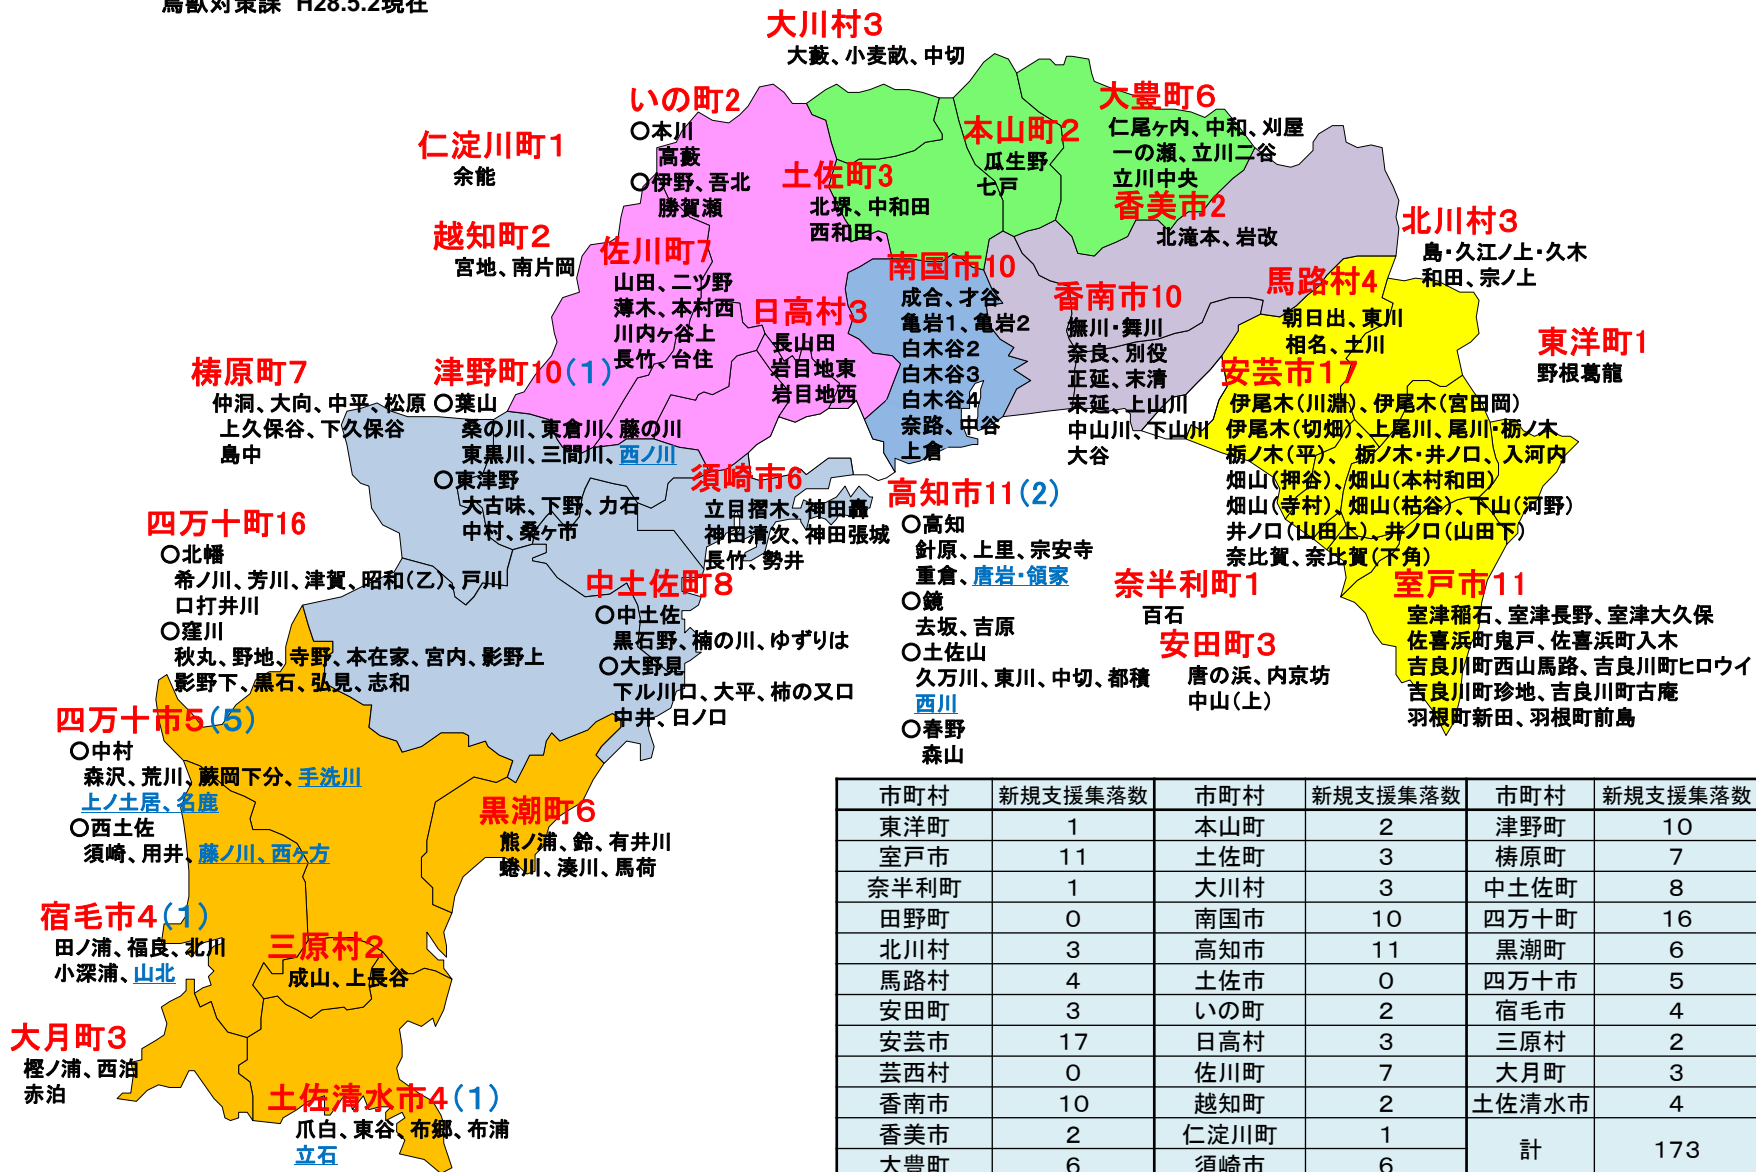 鳥獣対策課 H28.5.2現在
大川村3
大藪、小麦畝、中切
いの町2
〇本川
高藪
〇伊野、吾北
勝賀瀬
仁淀川町1
余能
越知町2
宮地、南片岡
土佐町3
北堺、中和田
西和田、
本山町2
瓜生野
七戸
大豊町6
仁尾ヶ内、中和、刈屋
一の瀬、立川二谷
立川中央
香美市2
北滝本、岩改
北川村3
島・久江ノ上・久木
和田、宗ノ上
佐川町7
山田、二ツ野
薄木、本村西
川内ヶ谷上
長竹、台住
日高村3
長山田
岩目地東
岩目地西
南国市10
成合、才谷
亀岩1、亀岩2
白木谷2
白木谷3
白木谷4
奈路、中谷
上倉
香南市10
撫川・舞川
奈良、別役
正延、末清
末延、上山川
中山川、下山川
大谷
馬路村4
朝日出、東川
相名、土川
東洋町1
野根葛籠
安芸市17
伊尾木(川淵)、伊尾木(宮田岡)
伊尾木(切畑)、上尾川、尾川・栃ノ木
栃ノ木(平)、栃ノ木・井ノ口、入河内
畑山(押谷)、畑山(本村和田)
畑山(寺村)、畑山(枯谷)、下山(河野)
井ノ口(山田上)、井ノ口(山田下)
奈比賀、奈比賀(下角)
梼原町7
仲洞、大向、中平、松原
上久保谷、下久保谷
島中
津野町10(1)
〇葉山
桑の川、東倉川、藤の川
東黒川、三間川、西ノ川
〇東津野
大古味、下野、力石
中村、桑ヶ市
須崎市6
立目摺木、神田轟
神田清次、神田張城
長竹、勢井
高知市11(2)
〇高知
針原、上里、宗安寺
重倉、唐岩・領家
〇鏡
去坂、吉原
〇土佐山
久万川、東川、中切、都積
西川
〇春野
森山
四万十町16
〇北幡
希ノ川、芳川、津賀、昭和(乙)、戸川
口打井川
〇窪川
秋丸、野地、寺野、本在家、宮内、影野上
影野下、黒石、弘見、志和
中土佐町8
〇中土佐
黒石野、楠の川、ゆずりは
〇大野見
下ル川口、大平、柿の又口
中井、日ノ口
奈半利町1
百石
安田町3
唐の浜、内京坊
中山(上)
室戸市11
室津稲石、室津長野、室津大久保
佐喜浜町鬼戸、佐喜浜町入木
吉良川町西山馬路、吉良川町ヒロウイ
吉良川町珍地、吉良川町古庵
羽根町新田、羽根町前島
四万十市5(5)
〇中村
森沢、荒川、蕨岡下分、手洗川
上ノ土居、名鹿
〇西土佐
須崎、用井、藤ノ川、西ヶ方
黒潮町6
熊ノ浦、鈴、有井川
蜷川、湊川、馬荷
宿毛市4(1)
田ノ浦、福良、北川
小深浦、山北
三原村2
成山、上長谷
大月町3
樫ノ浦、西泊
赤泊
土佐清水市4(1)
爪白、東谷、布郷、布浦
立石
市町村 新規支援集落数 市町村 新規支援集落数 市町村 新規支援集落数
東洋町 1 本山町 2 津野町 10
室戸市 11 土佐町 3 梼原町 7
奈半利町 1 大川村 3 中土佐町 8
田野町 0 南国市 10 四万十町 16
北川村 3 高知市 11 黒潮町 6
馬路村 4 土佐市 0 四万十市 5
安田町 3 いの町 2 宿毛市 4
安芸市 17 日高村 3 三原村 2
芸西村 0 佐川町 7 大月町 3
香南市 10 越知町 2 土佐清水市 4
香美市 2 仁淀川町 1 計 173
大豊町 6 須崎市 6